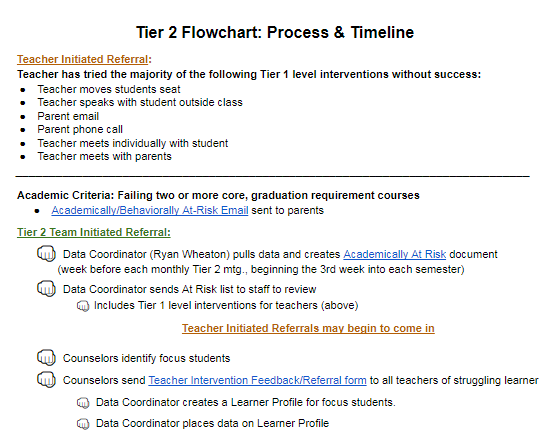 Tier 2 Flowchart: Process & Timeline
Teacher Initiated Referral:
Teacher has tried the majority of the following Tier 1 level interventions without success:
Teacher moves students seat
Teacher speaks with student outside class
Parent email
Parent phone call
Teacher meets individually with student
Teacher meets with parents
Academic Criteria: Failing two or more core, graduation requirement courses
Academically/Behaviorally At-Risk Email sent to parents
Tier 2 Team Initiated Referral:
Data Coordinator (Ryan Wheaton) pulls data and creates Academically At Risk document
(week before each monthly Tier 2 mtg., beginning the 3rd week into each semester)
Data Coordinator sends At Risk list to staff to review
Includes Tier 1 level interventions for teachers (above)
Teacher Initiated Referrals may begin to come in
Counselors identify focus students
Counselors send Teacher Intervention Feedback/Referral form to all teachers of struggling learner
Data Coordinator creates a Learner Profile for focus students.
Data Coordinator places data on Learner Profile